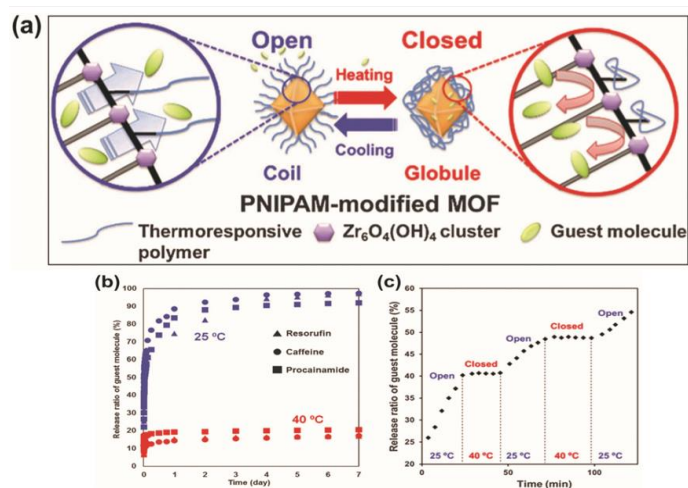 (a)
Open
Closed
Heating
Cooling
Coil
Globule
PNIPAM-modified MOF
Thermoresponsive polymer
Zr6O4(OH)4 cluster
Guest molecule
(b)
Release ratio of guest molecule (%)
100
90
80
70
60
50
40
30
20
10
0
25 °C
Resorufin
Caffeine
Procainamide
40 °C
0 1 2 3 4 5 6 7
Time (day)
(c)
Release ratio of guest molecule (%)
60
55
50
45
40
35
30
25
20
Open
Closed
Open
Closed
Open
25 °C 40 °C 25 °C 40 °C 25 °C
0 50 100
Time (min)